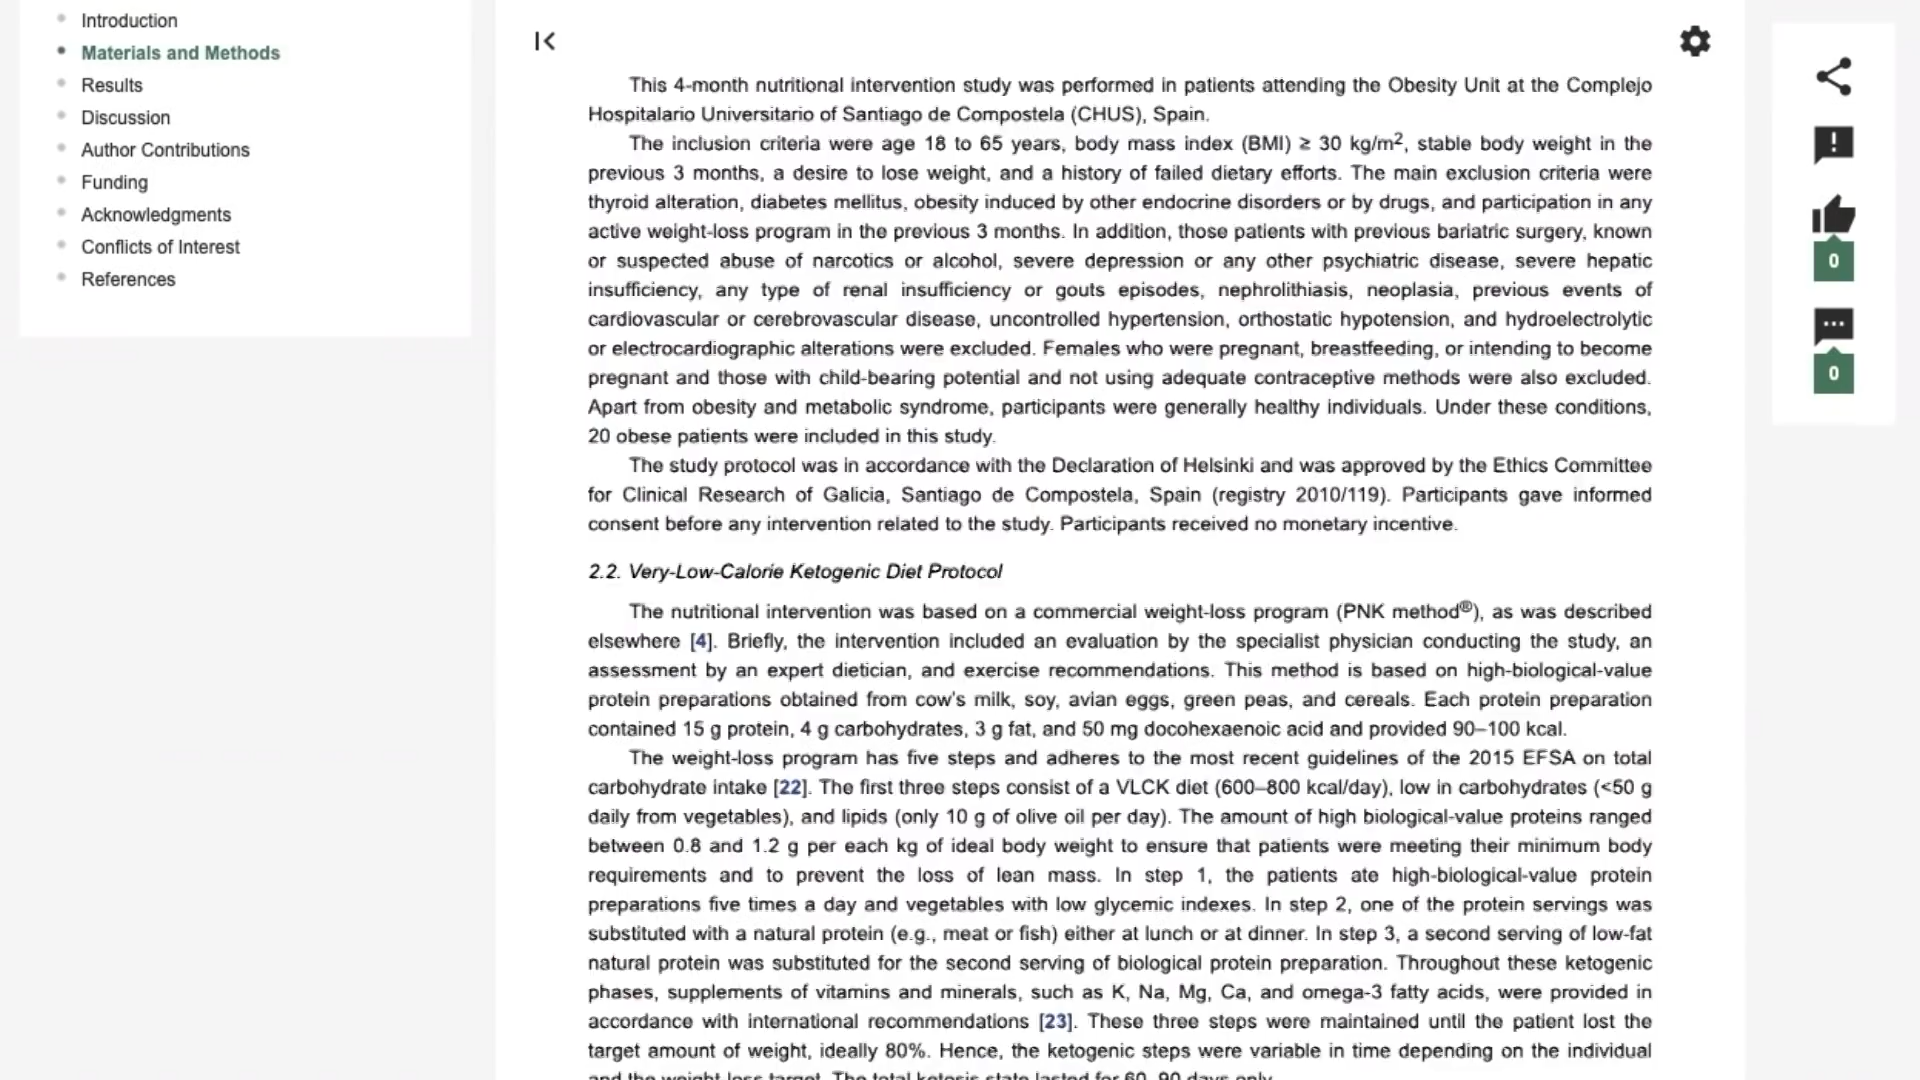 Introduction
Materials and Methods
Results
Discussion
Author Contributions
Funding
Acknowledgments
Conflicts of Interest
References
This 4-month nutritional intervention study was performed in patients attending the Obesity Unit at the Complejo
Hospitalario Universitario of Santiago de Compostela (CHUS), Spain.
The inclusion criteria were age 18 to 65 years, body mass index (BMI) ≥ 30 kg/m², stable body weight in the
previous 3 months, a desire to lose weight, and a history of failed dietary efforts. The main exclusion criteria were
thyroid alteration, diabetes mellitus, obesity induced by other endocrine disorders or by drugs, and participation in any
active weight-loss program in the previous 3 months. In addition, those patients with previous bariatric surgery, known
or suspected abuse of narcotics or alcohol, severe depression or any other psychiatric disease, severe hepatic
insufficiency, any type of renal insufficiency or gouts episodes, nephrolithiasis, neoplasia, previous events of
cardiovascular or cerebrovascular disease, uncontrolled hypertension, orthostatic hypotension, and hydroelectrolytic
or electrocardiographic alterations were excluded. Females who were pregnant, breastfeeding, or intending to become
pregnant and those with child-bearing potential and not using adequate contraceptive methods were also excluded.
Apart from obesity and metabolic syndrome, participants were generally healthy individuals. Under these conditions,
20 obese patients were included in this study.
The study protocol was in accordance with the Declaration of Helsinki and was approved by the Ethics Committee
for Clinical Research of Galicia, Santiago de Compostela, Spain (registry 2010/119). Participants gave informed
consent before any intervention related to the study. Participants received no monetary incentive.
2.2. Very-Low-Calorie Ketogenic Diet Protocol
The nutritional intervention was based on a commercial weight-loss program (PNK method®), as was described
elsewhere [4]. Briefly, the intervention included an evaluation by the specialist physician conducting the study, an
assessment by an expert dietician, and exercise recommendations. This method is based on high-biological-value
protein preparations obtained from cow's milk, soy, avian eggs, green peas, and cereals. Each protein preparation
contained 15 g protein, 4 g carbohydrates, 3 g fat, and 50 mg docohexaenoic acid and provided 90–100 kcal.
The weight-loss program has five steps and adheres to the most recent guidelines of the 2015 EFSA on total
carbohydrate intake [22]. The first three steps consist of a VLCK diet (600–800 kcal/day), low in carbohydrates (<50 g
daily from vegetables), and lipids (only 10 g of olive oil per day). The amount of high biological-value proteins ranged
between 0.8 and 1.2 g per each kg of ideal body weight to ensure that patients were meeting their minimum body
requirements and to prevent the loss of lean mass. In step 1, the patients ate high-biological-value protein
preparations five times a day and vegetables with low glycemic indexes. In step 2, one of the protein servings was
substituted with a natural protein (e.g., meat or fish) either at lunch or at dinner. In step 3, a second serving of low-fat
natural protein was substituted for the second serving of biological protein preparation. Throughout these ketogenic
phases, supplements of vitamins and minerals, such as K, Na, Mg, Ca, and omega-3 fatty acids, were provided in
accordance with international recommendations [23]. These three steps were maintained until the patient lost the
target amount of weight, ideally 80%. Hence, the ketogenic steps were variable in time depending on the individual
and the weight-loss target. The total ketosis state lasted for 60–90 days only.
0
0